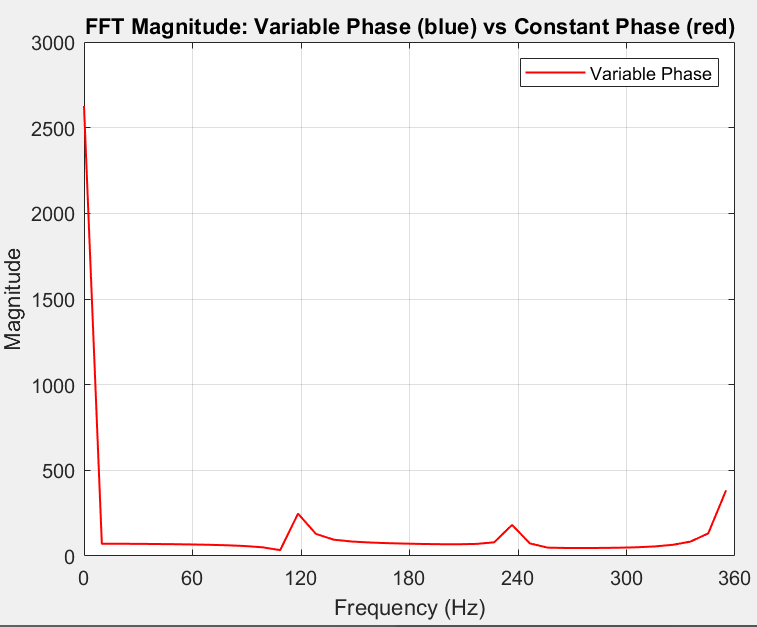 FFT Magnitude: Variable Phase (blue) vs Constant Phase (red)
3000
Variable Phase
2500
2000
1500
1000
500
0
Magnitude
0 60 120 180 240 300 360
Frequency (Hz)